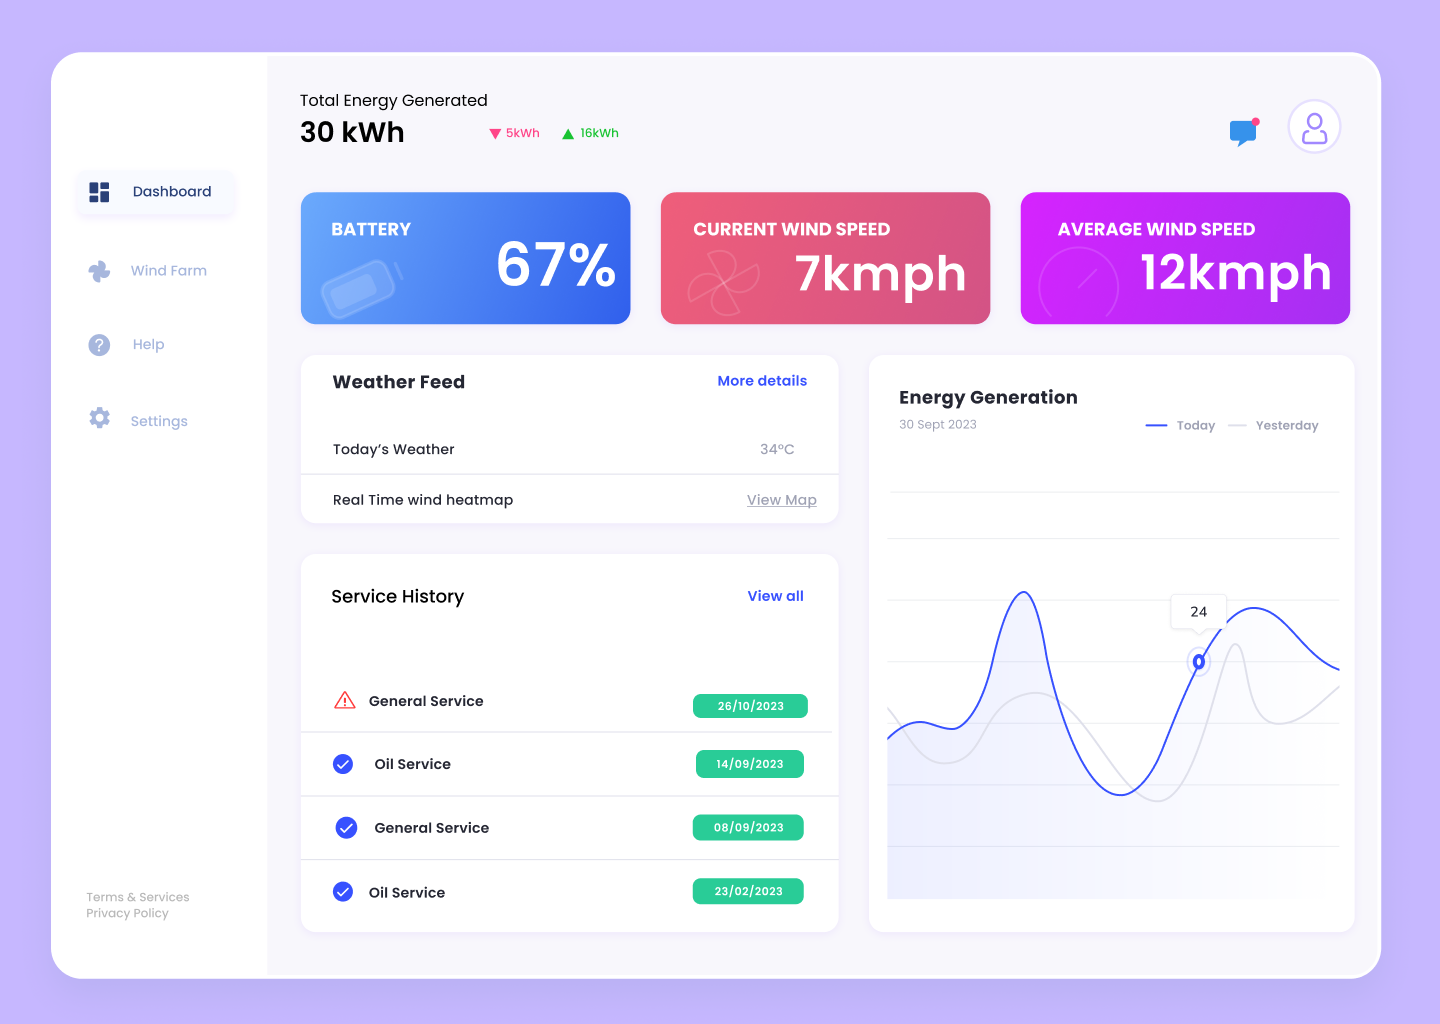 Total Energy Generated
30 kWh
5kWh
16kWh
Dashboard
Wind Farm
Help
Settings
Terms & Services
Privacy Policy
BATTERY
67%
CURRENT WIND SPEED
7kmph
AVERAGE WIND SPEED
12kmph
Weather Feed
More details
Today’s Weather
34°C
Real Time wind heatmap
View Map
Service History
View all
General Service
26/10/2023
Oil Service
14/09/2023
General Service
08/09/2023
Oil Service
23/02/2023
Energy Generation
30 Sept 2023
Today
Yesterday
24